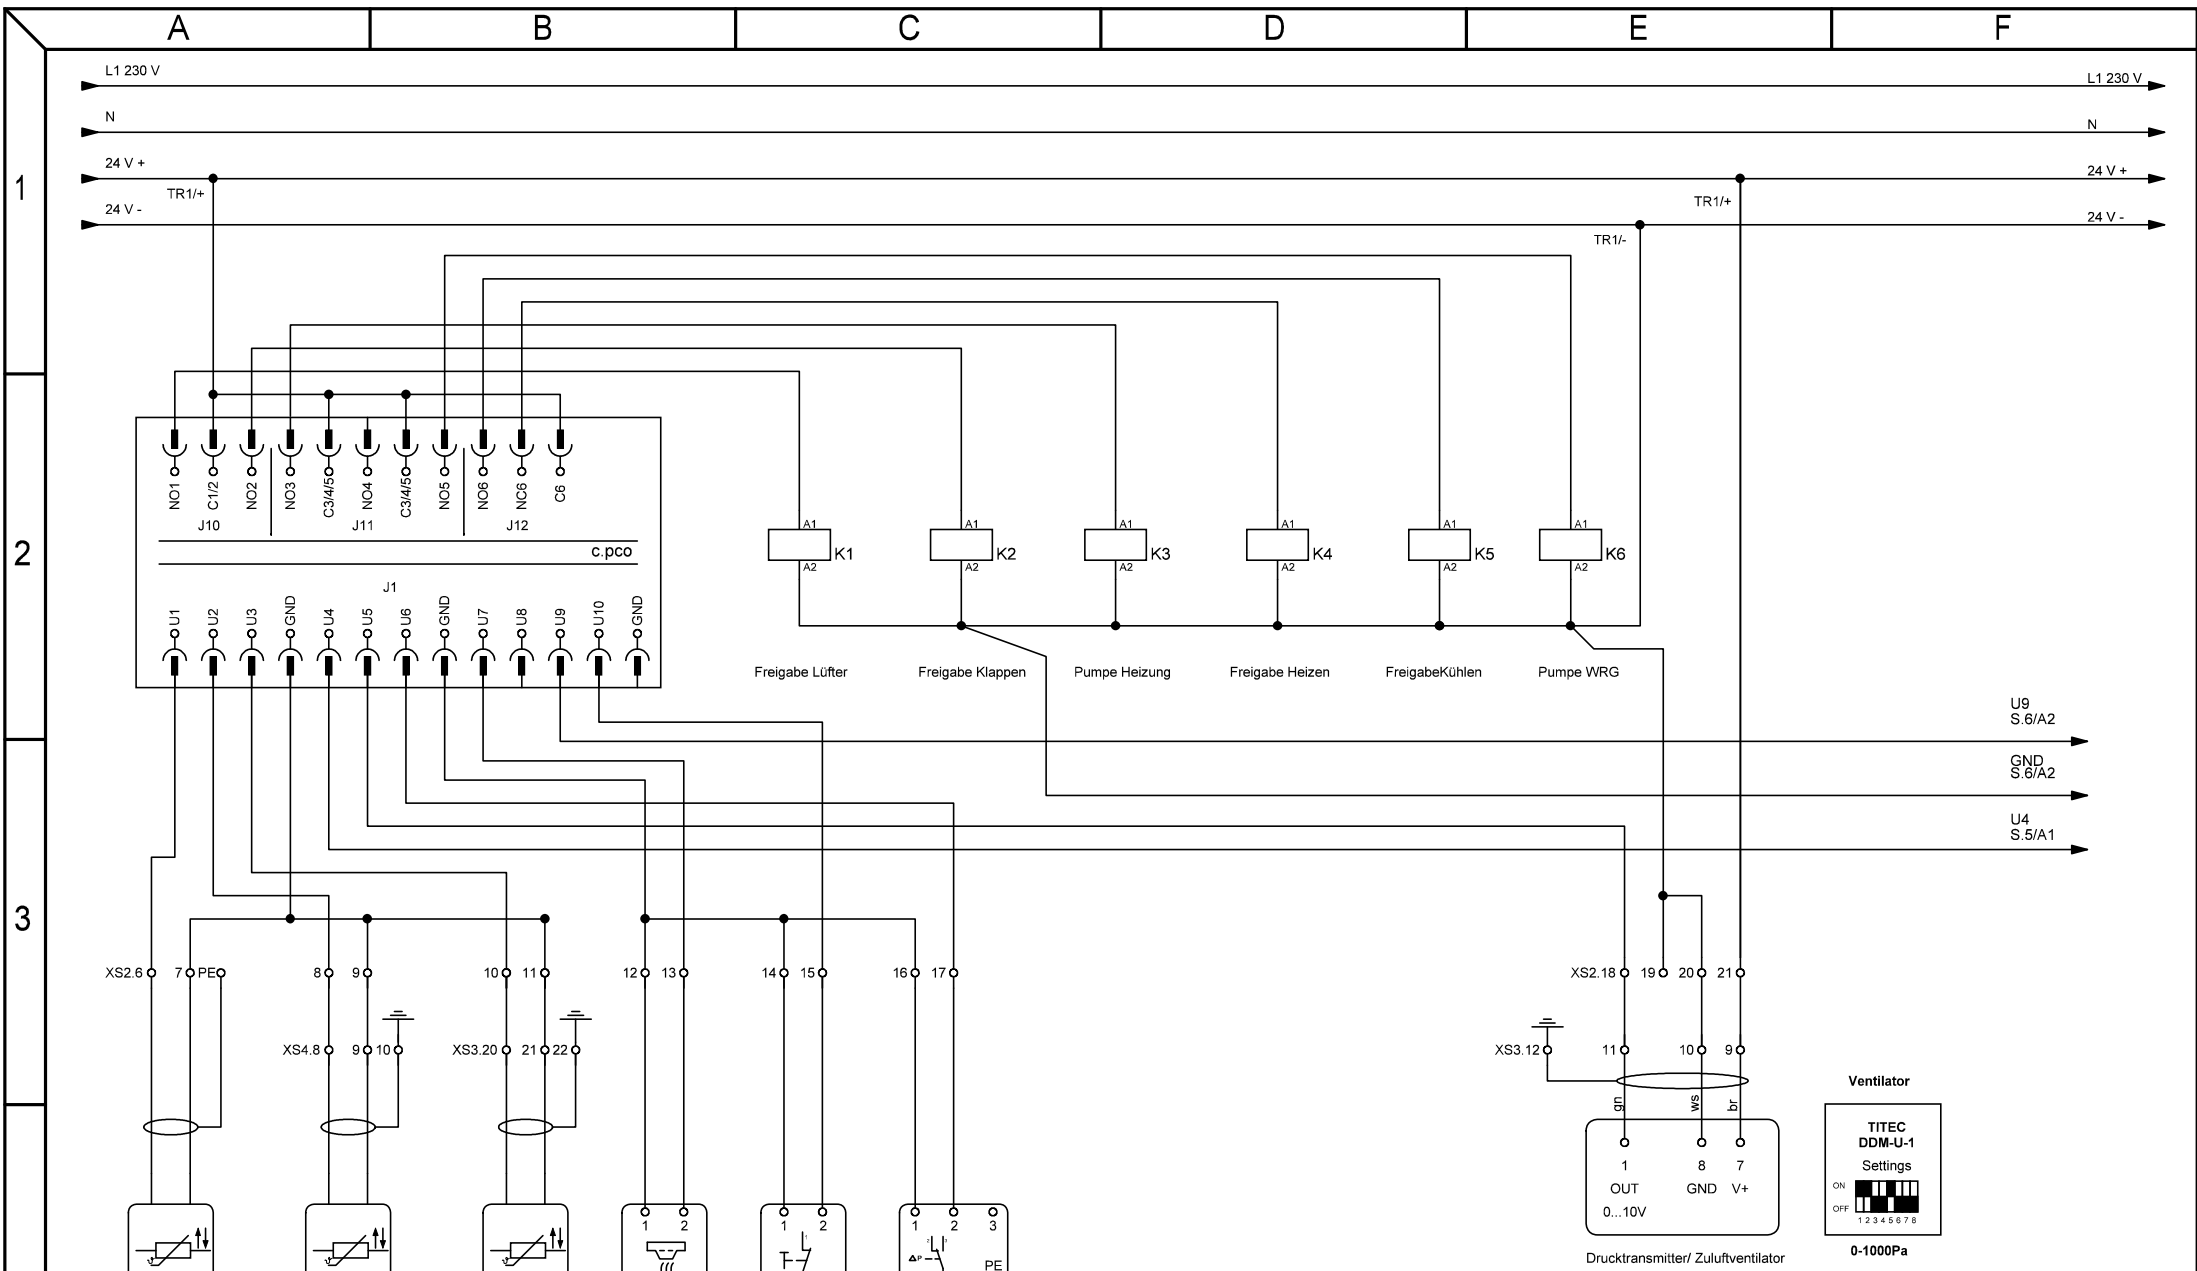 A B C D E F
L1 230 V L1 230 V
N N
1
24 V + 24 V +
TR1/+ TR1/+
24 V - 24 V -
TR1/-
2
NO1 C1/2 NO2 NO3 C3/4/5 NO4 C3/4/5 NO5 NO6 NC6 C6
J10 J11 J12
c.pco
A1 A1 A1 A1 A1 A1
K1 K2 K3 K4 K5 K6
A2 A2 A2 A2 A2 A2
J1
U1 U2 U3 GND U4 U5 U6 GND U7 U8 U9 U10 GND
Freigabe Lüfter Freigabe Klappen Pumpe Heizung Freigabe Heizen FreigabeKühlen Pumpe WRG
U9
S.6/A2
GND
S.6/A2
U4
S.5/A1
3
XS2.6 7 PE 8 9 10 11 12 13 14 15 16 17 XS2.18 19 20 21
XS4.8 9 10 XS3.20 21 22 XS3.12 11 10 9
Ventilator
gn ws br
TITEC
DDM-U-1
Settings
ON
OFF
1 2 3 4 5 6 7 8
0-1000Pa
1 8 7
OUT GND V+
0...10V
Drucktransmitter/ Zuluftventilator
1 2 1 2 1 2 3
PE